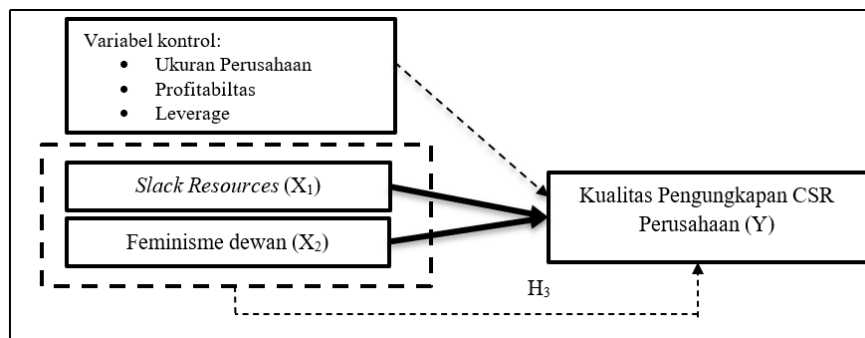 Variabel kontrol:
• Ukuran Perusahaan
• Profitabiltas
• Leverage
Slack Resources (X₁)
Feminisme dewan (X₂)
Kualitas Pengungkapan CSR
Perusahaan (Y)
H₃